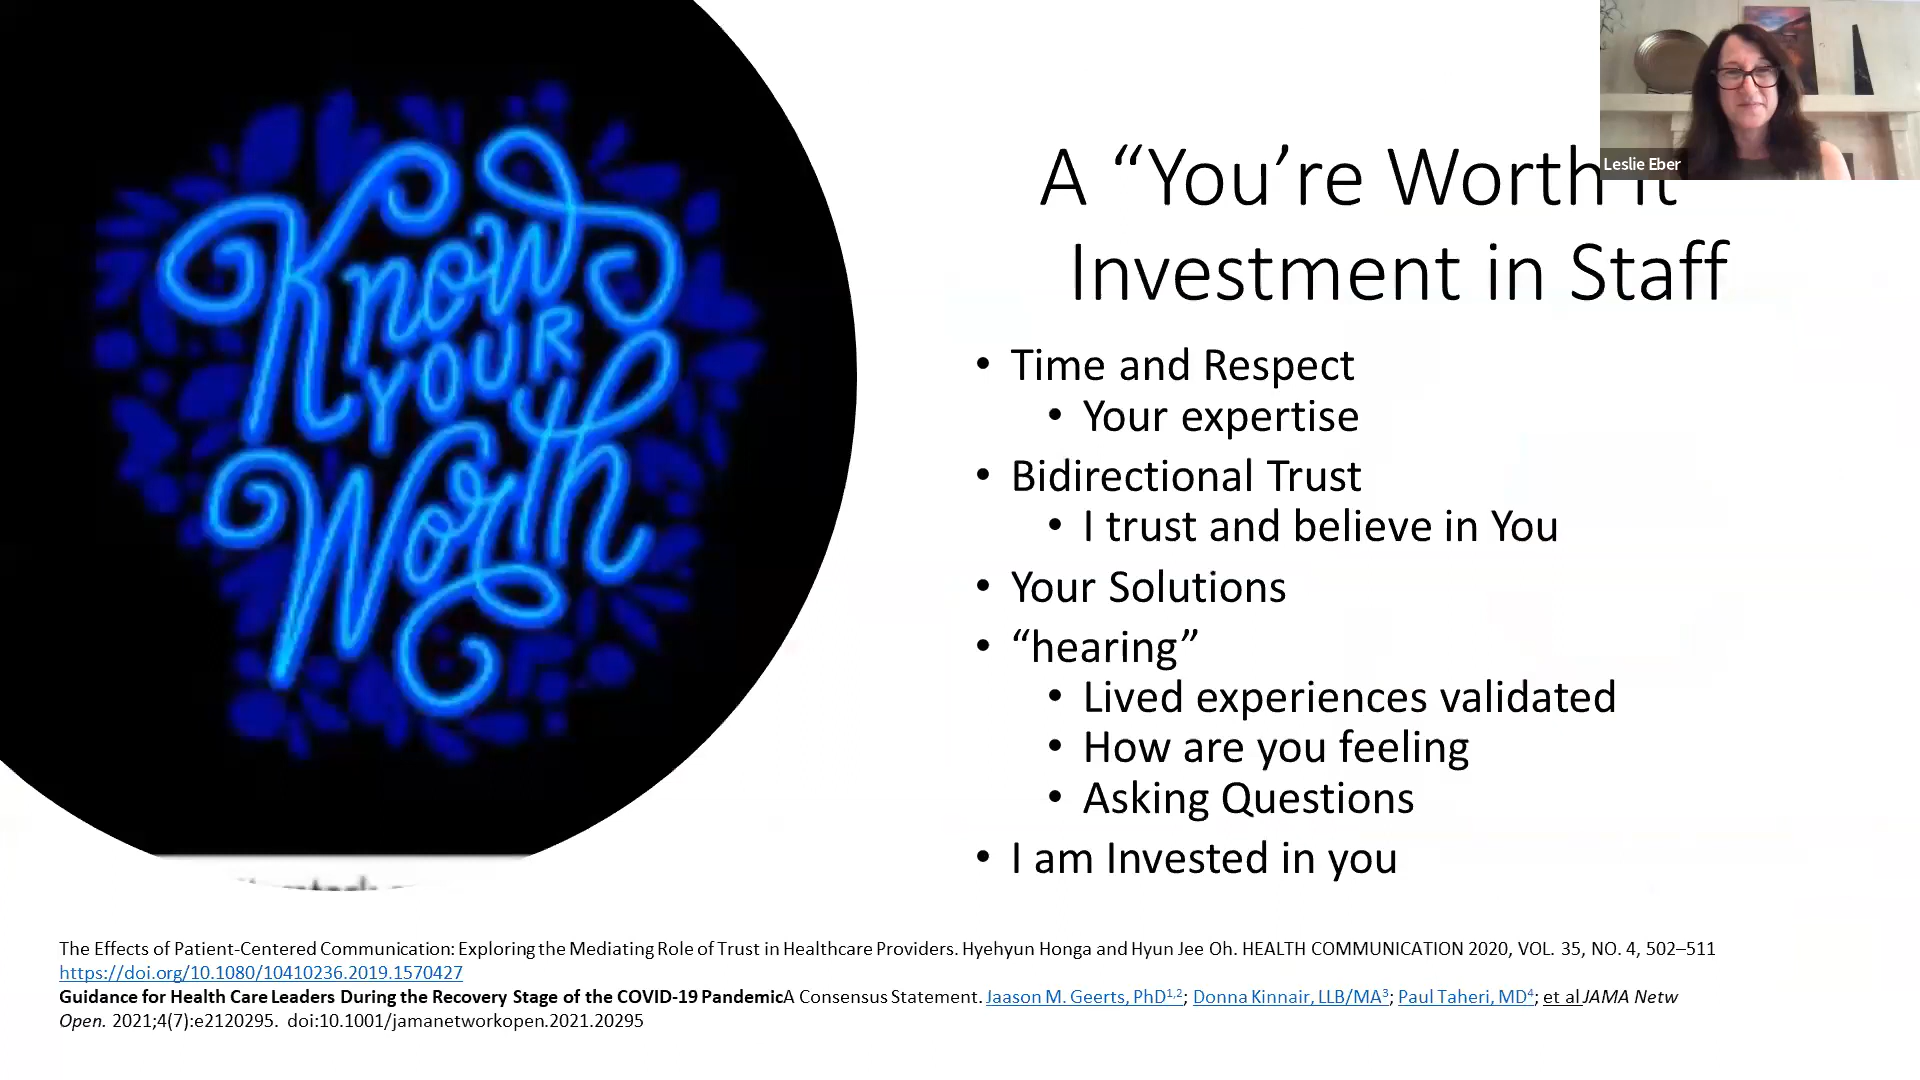 Know
YOUR
Worth
Leslie Eber
A “You’re Worth it
Investment in Staff
• Time and Respect
• Your expertise
• Bidirectional Trust
• I trust and believe in You
• Your Solutions
• “hearing”
• Lived experiences validated
• How are you feeling
• Asking Questions
• I am Invested in you
The Effects of Patient-Centered Communication: Exploring the Mediating Role of Trust in Healthcare Providers. Hyehyun Honga and Hyun Jee Oh. HEALTH COMMUNICATION 2020, VOL. 35, NO. 4, 502–511
https://doi.org/10.1080/10410236.2019.1570427
Guidance for Health Care Leaders During the Recovery Stage of the COVID-19 PandemicA Consensus Statement. Jaason M. Geerts, PhD1,2; Donna Kinnair, LLB/MA3; Paul Taheri, MD4; et al JAMA Netw
Open. 2021;4(7):e2120295. doi:10.1001/jamanetworkopen.2021.20295